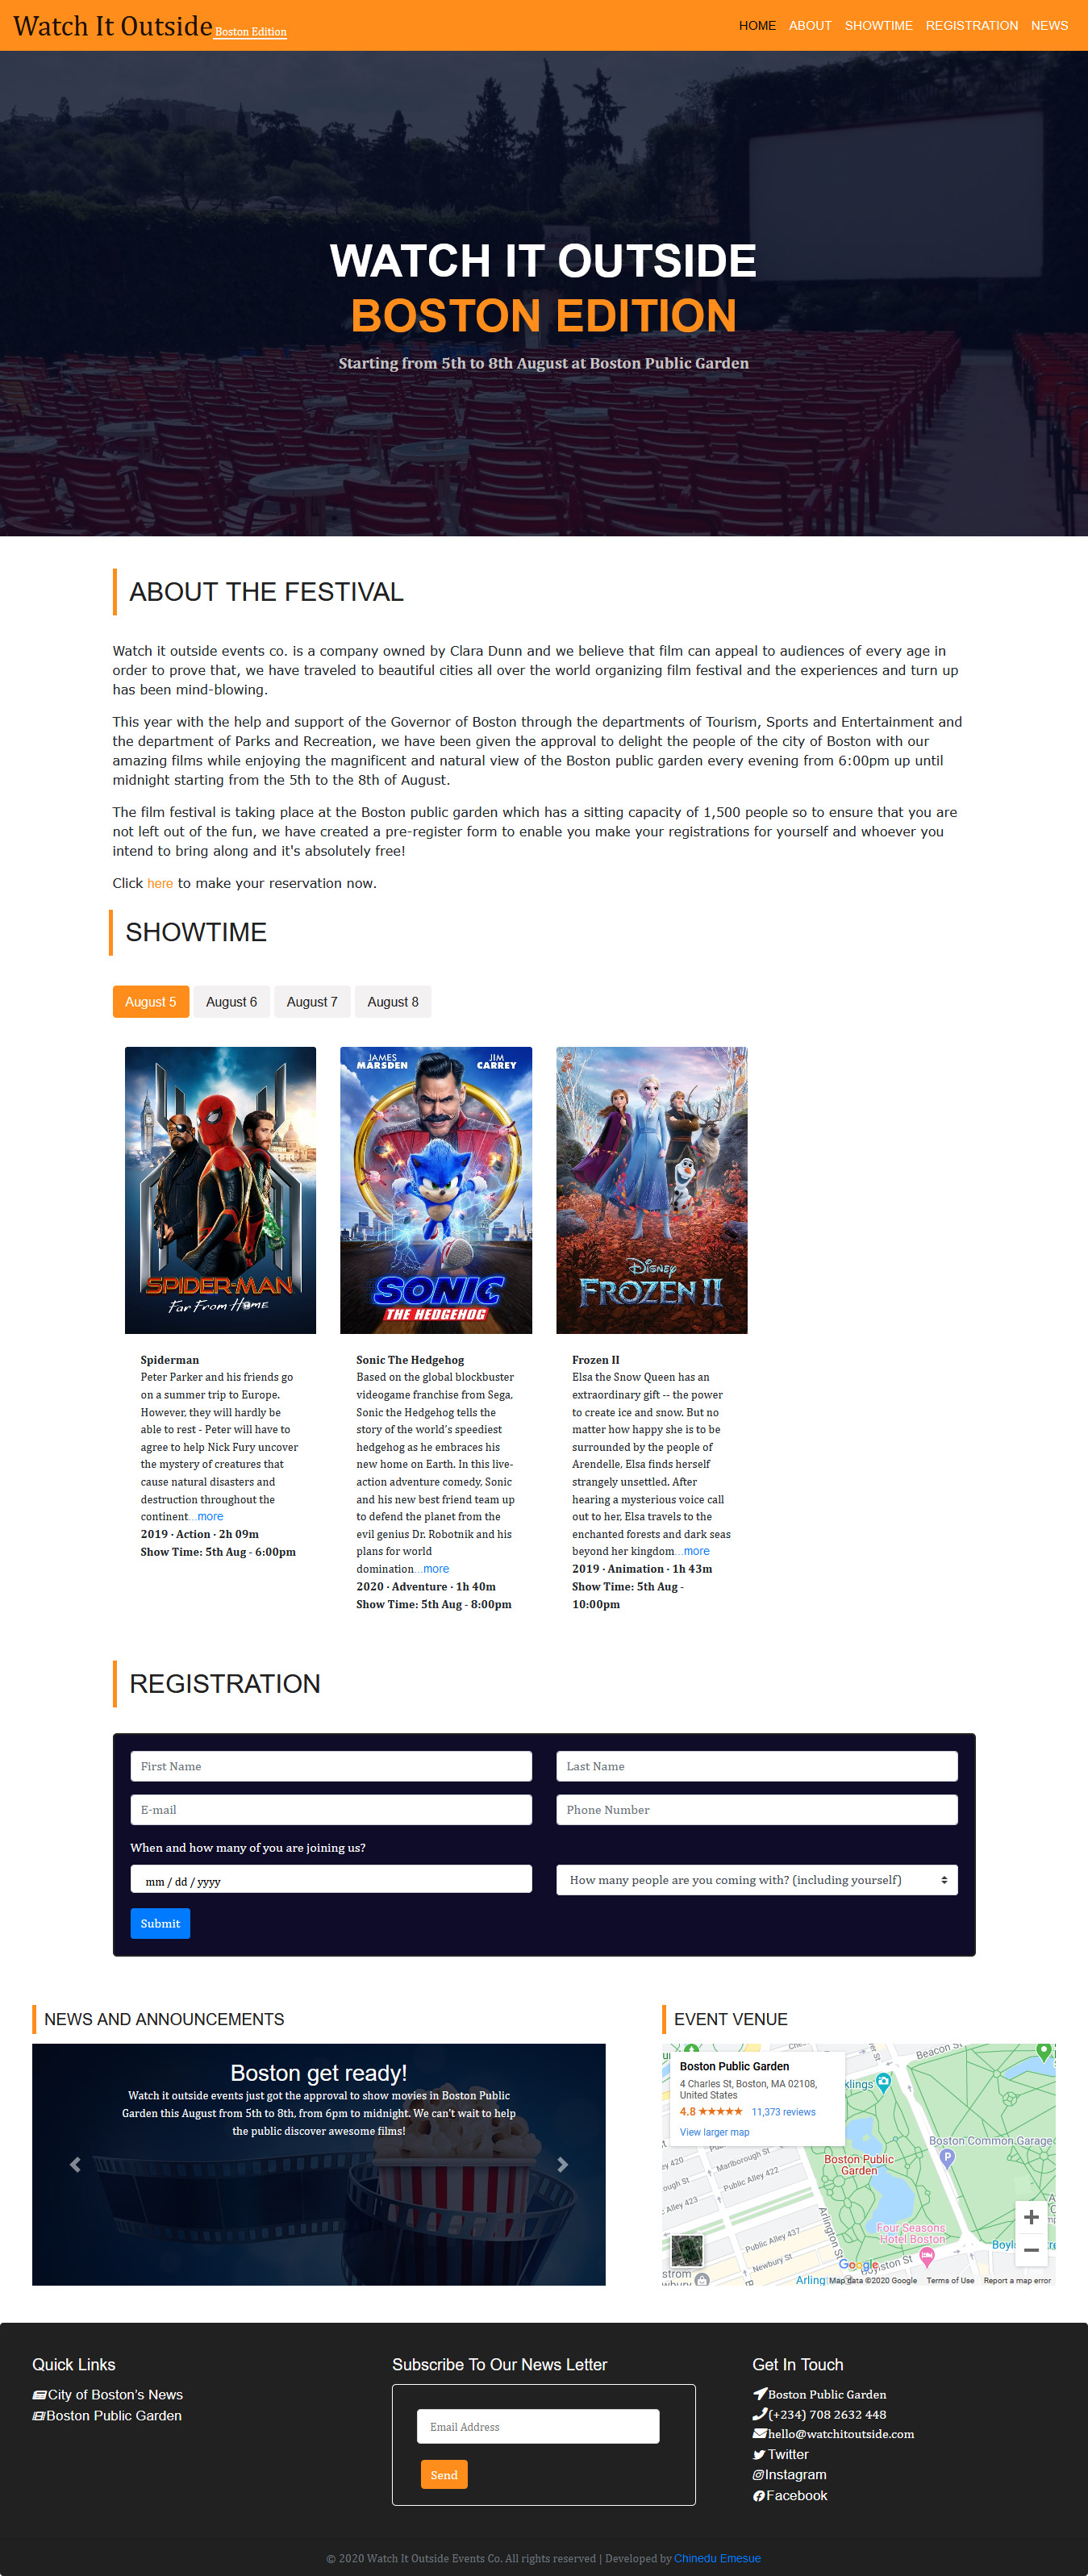 Watch It Outside Boston Edition
HOME ABOUT SHOWTIME REGISTRATION NEWS
WATCH IT OUTSIDE
BOSTON EDITION
Starting from 5th to 8th August at Boston Public Garden
ABOUT THE FESTIVAL
Watch it outside events co. is a company owned by Clara Dunn and we believe that film can appeal to audiences of every age in
order to prove that, we have traveled to beautiful cities all over the world organizing film festival and the experiences and turn up
has been mind-blowing.
This year with the help and support of the Governor of Boston through the departments of Tourism, Sports and Entertainment and
the department of Parks and Recreation, we have been given the approval to delight the people of the city of Boston with our
amazing films while enjoying the magnificent and natural view of the Boston public garden every evening from 6:00pm up until
midnight starting from the 5th to the 8th of August.
The film festival is taking place at the Boston public garden which has a sitting capacity of 1,500 people so to ensure that you are
not left out of the fun, we have created a pre-register form to enable you make your registrations for yourself and whoever you
intend to bring along and it's absolutely free!
Click here to make your reservation now.
SHOWTIME
August 5 August 6 August 7 August 8
SPIDER-MAN
Far From Home
JAMES MARSDEN JIM CARREY
SONIC
THE HEDGEHOG
DISNEY
FROZEN II
Spiderman
Peter Parker and his friends go
on a summer trip to Europe.
However, they will hardly be
able to rest - Peter will have to
agree to help Nick Fury uncover
the mystery of creatures that
cause natural disasters and
destruction throughout the
continent...more
2019 · Action · 2h 09m
Show Time: 5th Aug - 6:00pm
Sonic The Hedgehog
Based on the global blockbuster
videogame franchise from Sega,
Sonic the Hedgehog tells the
story of the world's speediest
hedgehog as he embraces his
new home on Earth. In this live-
action adventure comedy, Sonic
and his new best friend team up
to defend the planet from the
evil genius Dr. Robotnik and his
plans for world
domination...more
2020 · Adventure · 1h 40m
Show Time: 5th Aug - 8:00pm
Frozen II
Elsa the Snow Queen has an
extraordinary gift -- the power
to create ice and snow. But no
matter how happy she is to be
surrounded by the people of
Arendelle, Elsa finds herself
strangely unsettled. After
hearing a mysterious voice call
out to her, Elsa travels to the
enchanted forests and dark seas
beyond her kingdom...more
2019 · Animation · 1h 43m
Show Time: 5th Aug -
10:00pm
REGISTRATION
First Name
Last Name
E-mail
Phone Number
When and how many of you are joining us?
mm / dd / yyyy
How many people are you coming with? (including yourself)
Submit
NEWS AND ANNOUNCEMENTS
Boston get ready!
Watch it outside events just got the approval to show movies in Boston Public
Garden this August from 5th to 8th, from 6pm to midnight. We can't wait to help
the public discover awesome films!
EVENT VENUE
Boston Public Garden
4 Charles St, Boston, MA 02108,
United States
4.8 ★★★★★ 11,373 reviews
View larger map
Beacon St
Boston Common Garage
Boston Public
Garden
Marlborough St
Public Alley 422
Public Alley 437
Newbury St
Arlington St
Four Seasons
Hotel Boston
Google
Map data ©2020 Google Terms of Use Report a map error
Quick Links
City of Boston's News
Boston Public Garden
Subscribe To Our News Letter
Email Address
Send
Get In Touch
Boston Public Garden
(+234) 708 2632 448
hello@watchitoutside.com
Twitter
Instagram
Facebook
© 2020 Watch It Outside Events Co. All rights reserved | Developed by Chinedu Emesue